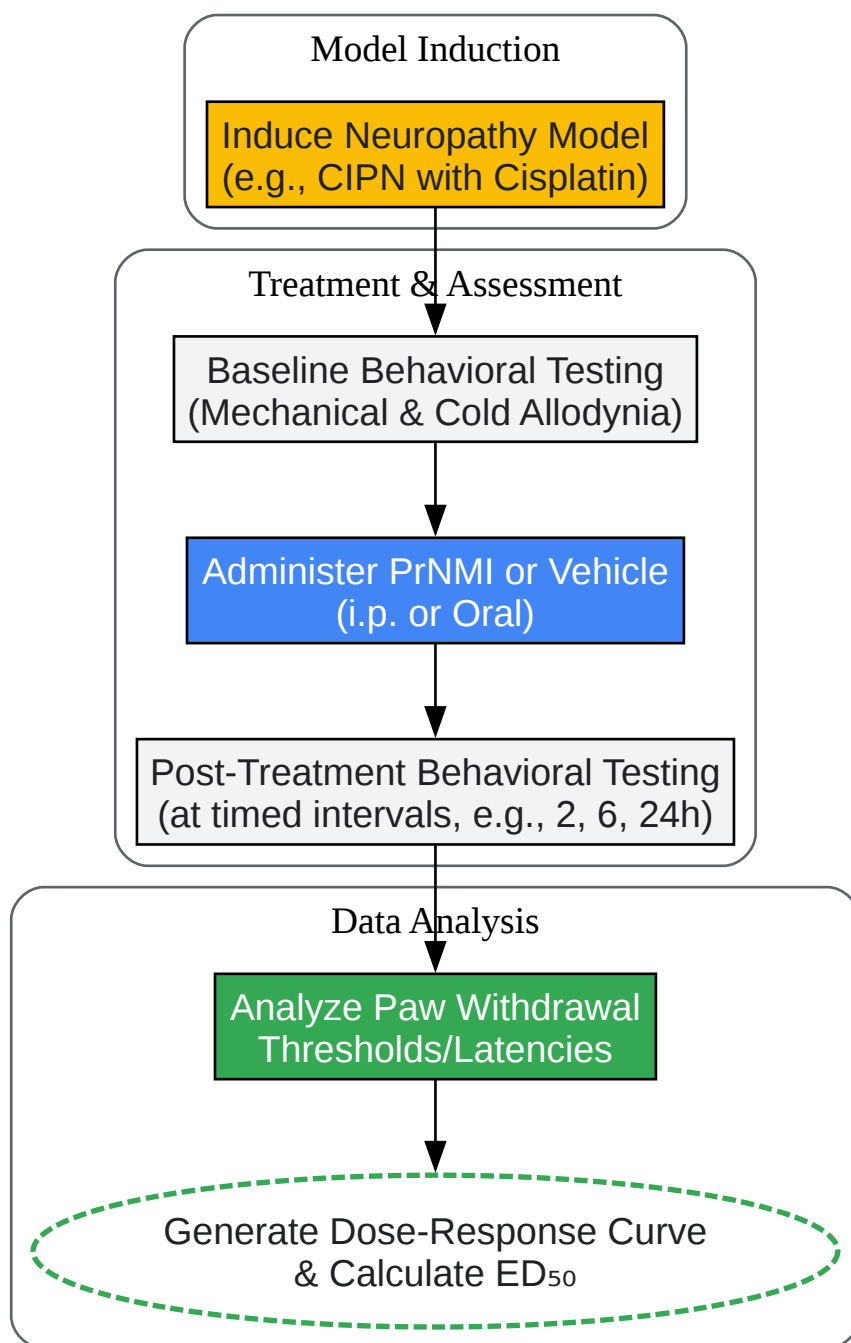 Model Induction
Induce Neuropathy Model
(e.g., CIPN with Cisplatin)
Treatment & Assessment
Baseline Behavioral Testing
(Mechanical & Cold Allodynia)
Administer PrNMI or Vehicle
(i.p. or Oral)
Post-Treatment Behavioral Testing
(at timed intervals, e.g., 2, 6, 24h)
Data Analysis
Analyze Paw Withdrawal
Thresholds/Latencies
Generate Dose-Response Curve
& Calculate ED₅₀